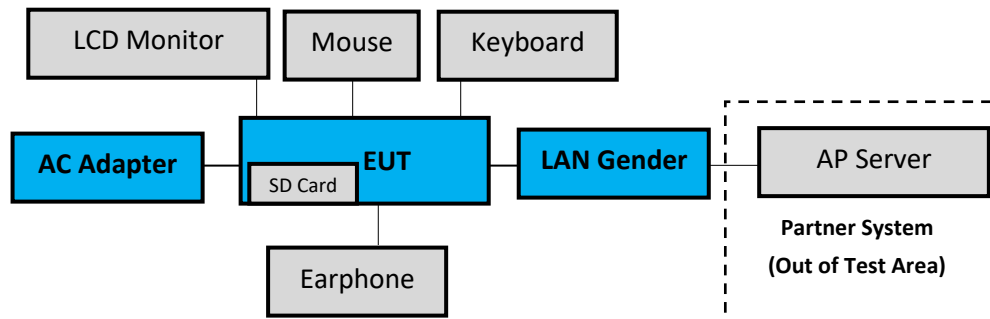 LCD Monitor
Mouse
Keyboard
AC Adapter
EUT
SD Card
LAN Gender
AP Server
Earphone
Partner System
(Out of Test Area)